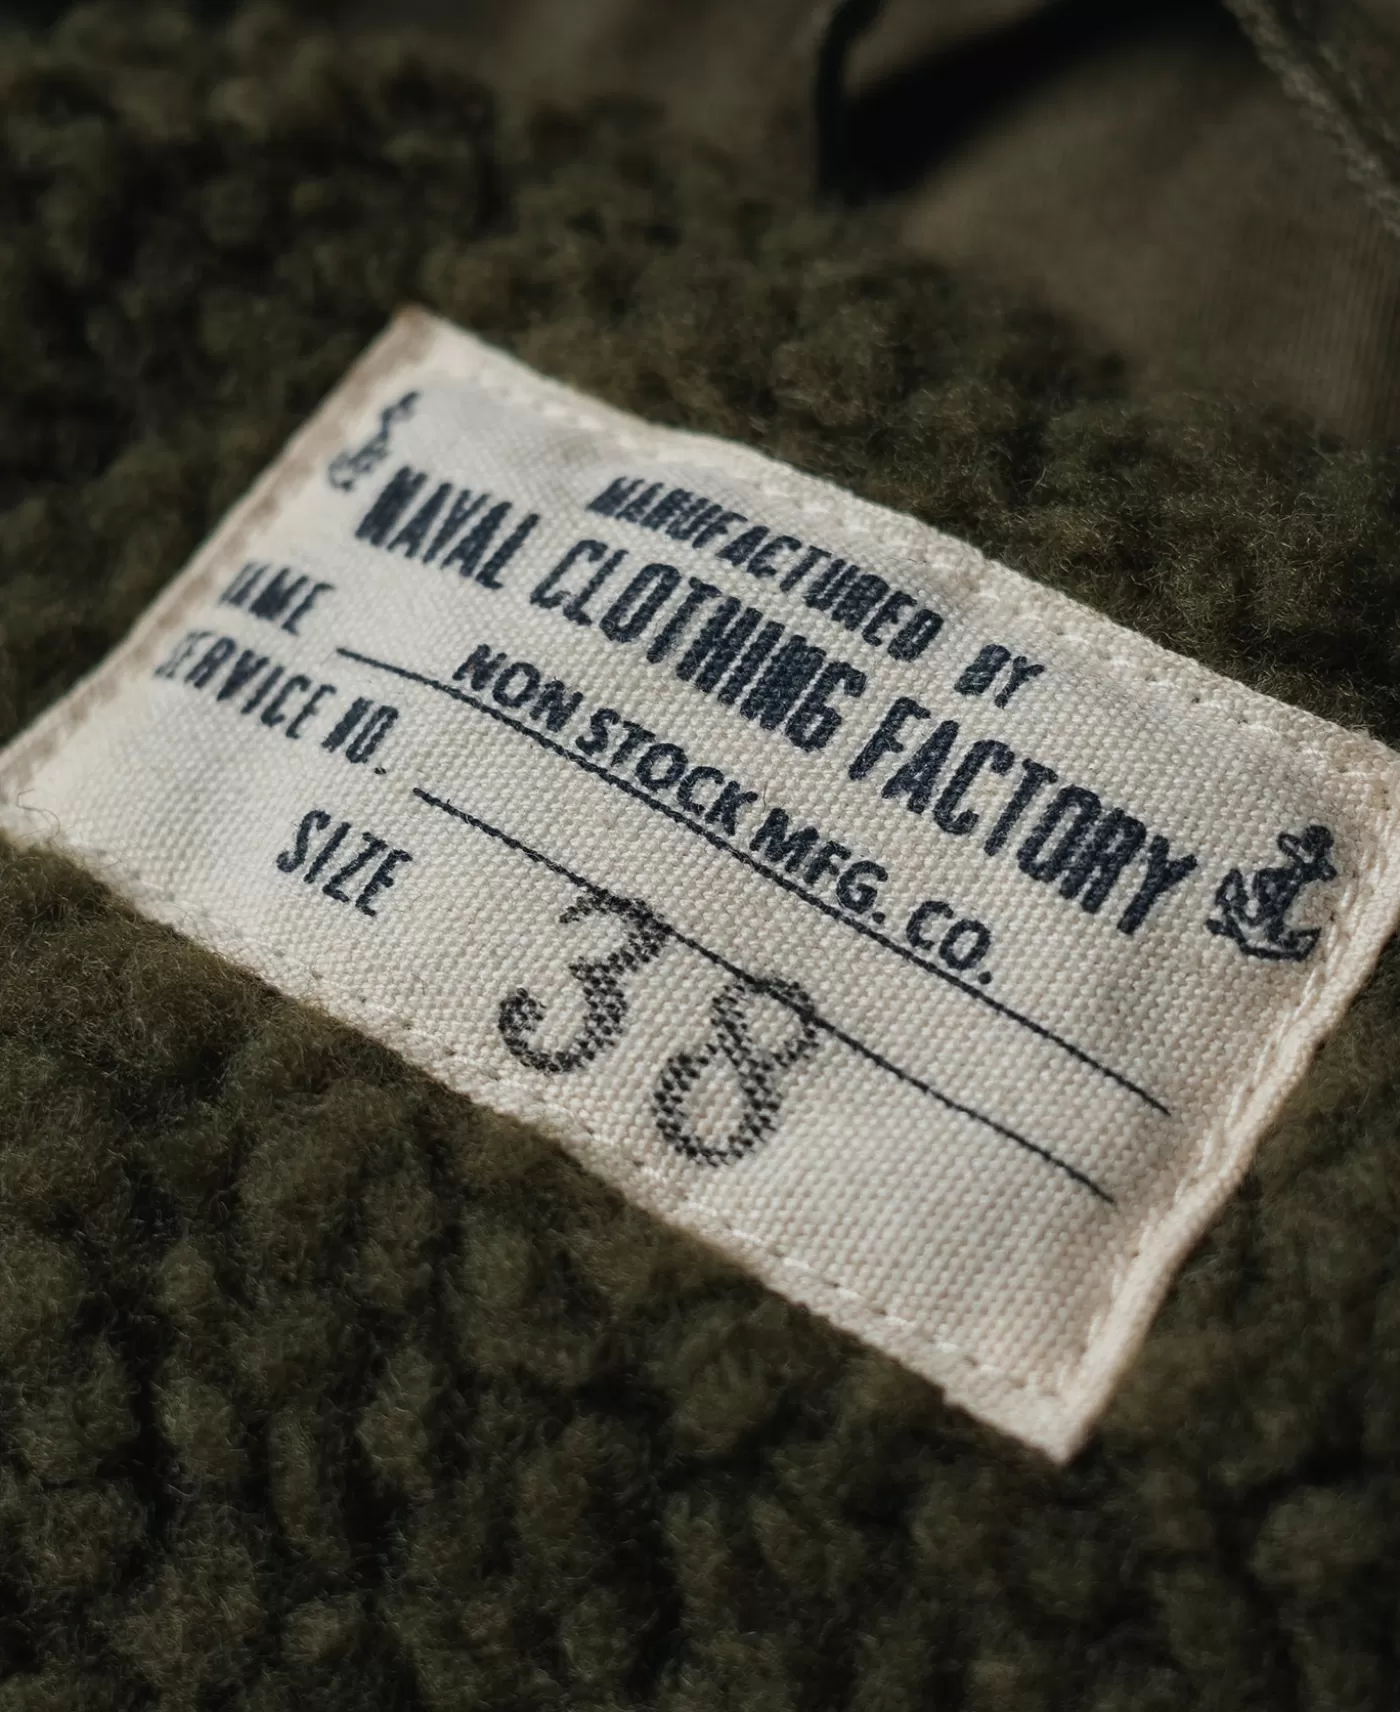 MANUFACTURED BY
NAVAL CLOTHING FACTORY
NAME NON STOCK MFG. CO.
SERVICE NO.
SIZE 38